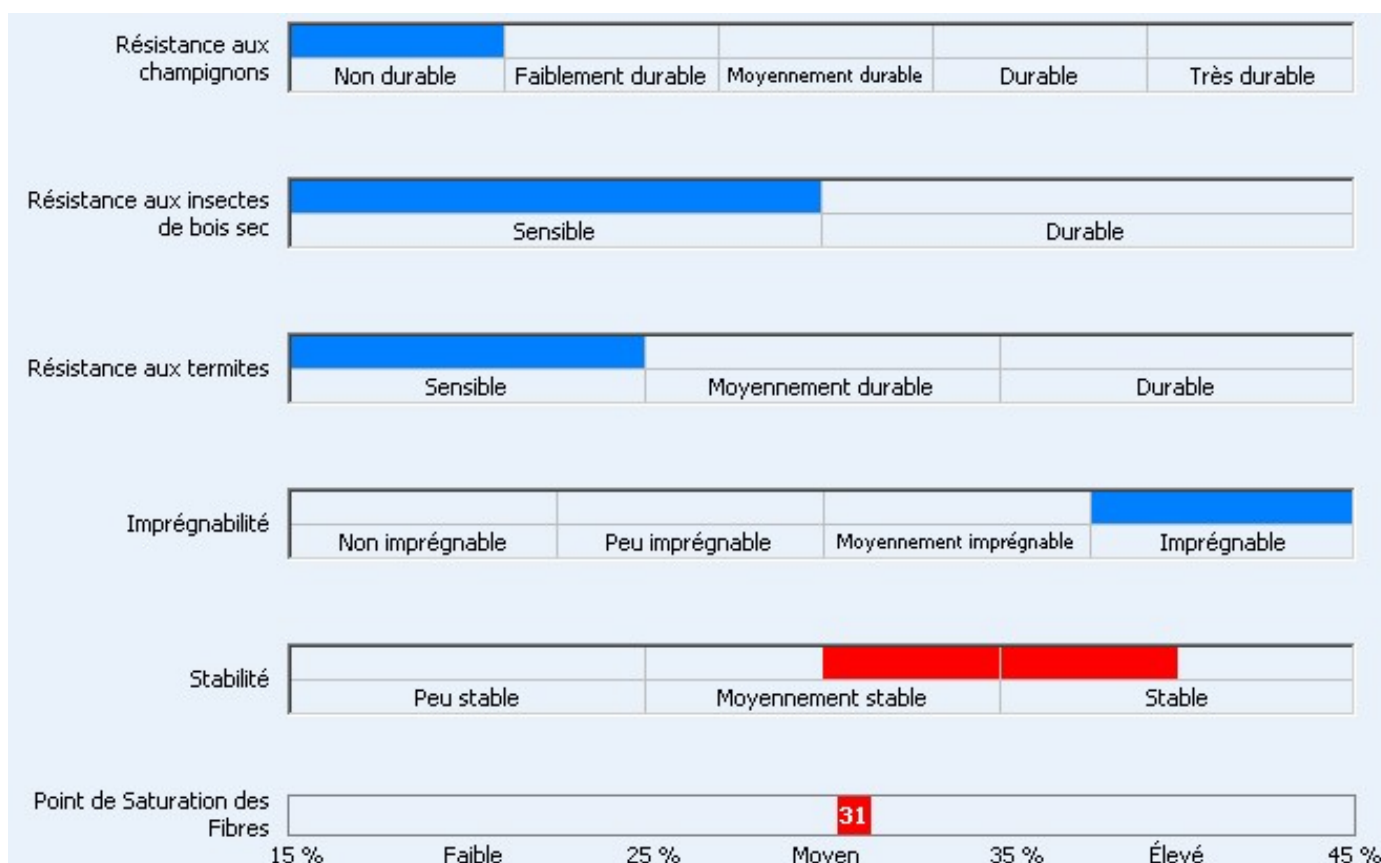 Résistance aux
champignons
Non durable Faiblement durable Moyennement durable Durable Très durable
Résistance aux insectes
de bois sec
Sensible Durable
Résistance aux termites
Sensible Moyennement durable Durable
Imprégnabilité
Non imprégnable Peu imprégnable Moyennement imprégnable Imprégnable
Stabilité
Peu stable Moyennement stable Stable
Point de Saturation des
Fibres
31
15 % Faible 25 % Moyen 35 % Élevé 45 %